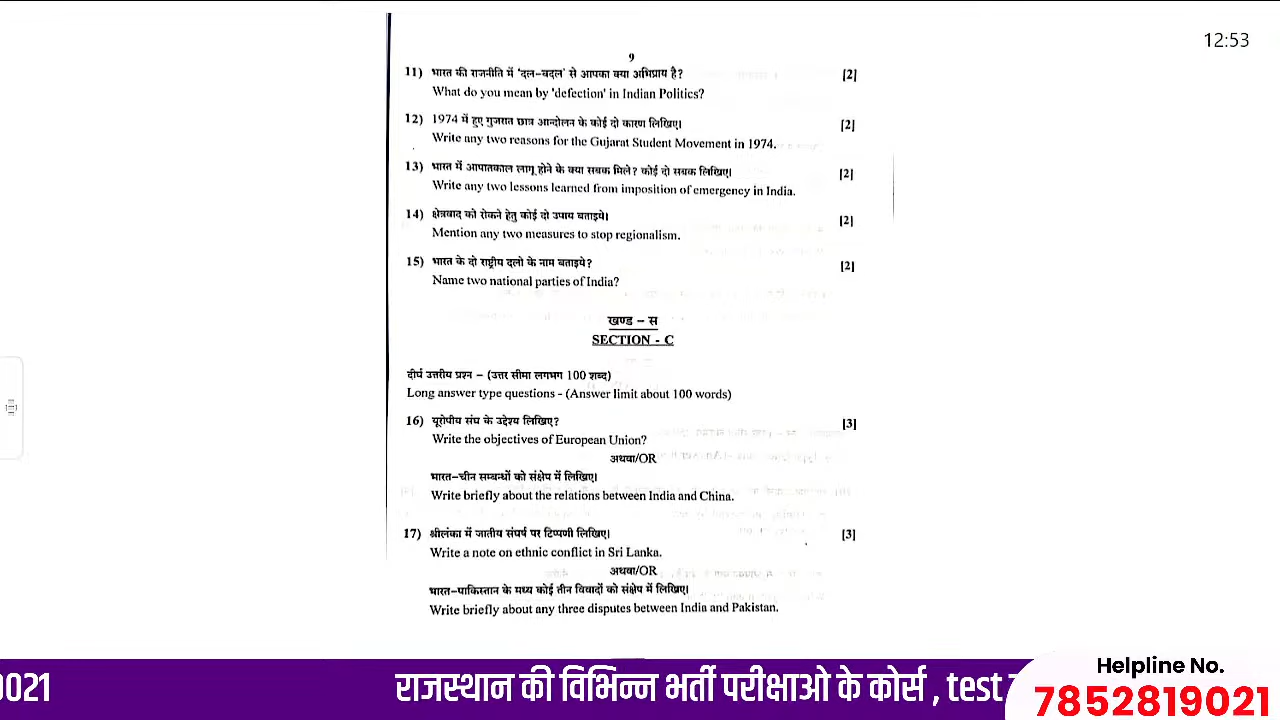 12:53
9
11) भारत की राजनीति में 'दल-बदल' से आपका क्या अभिप्राय है? [2]
What do you mean by 'defection' in Indian Politics?
12) 1974 में हुए गुजरात छात्र आन्दोलन के कोई दो कारण लिखिए। [2]
Write any two reasons for the Gujarat Student Movement in 1974.
13) भारत में आपातकाल लागू होने के क्या सबक मिले? कोई दो सबक लिखिए। [2]
Write any two lessons learned from imposition of emergency in India.
14) क्षेत्रवाद को रोकने हेतु कोई दो उपाय बताइये। [2]
Mention any two measures to stop regionalism.
15) भारत के दो राष्ट्रीय दलो के नाम बताइये? [2]
Name two national parties of India?
खण्ड - स
SECTION - C
दीर्घ उत्तरीय प्रश्न - (उत्तर सीमा लगभग 100 शब्द)
Long answer type questions - (Answer limit about 100 words)
16) यूरोपीय संघ के उद्देश्य लिखिए? [3]
Write the objectives of European Union?
अथवा/OR
भारत-चीन सम्बन्धों को संक्षेप में लिखिए।
Write briefly about the relations between India and China.
17) श्रीलंका में जातीय संघर्ष पर टिप्पणी लिखिए। [3]
Write a note on ethnic conflict in Sri Lanka.
अथवा/OR
भारत-पाकिस्तान के मध्य कोई तीन विवादों को संक्षेप में लिखिए।
Write briefly about any three disputes between India and Pakistan.
9021 राजस्थान की विभिन्न भर्ती परीक्षाओ के कोर्स , test
Helpline No.
7852819021